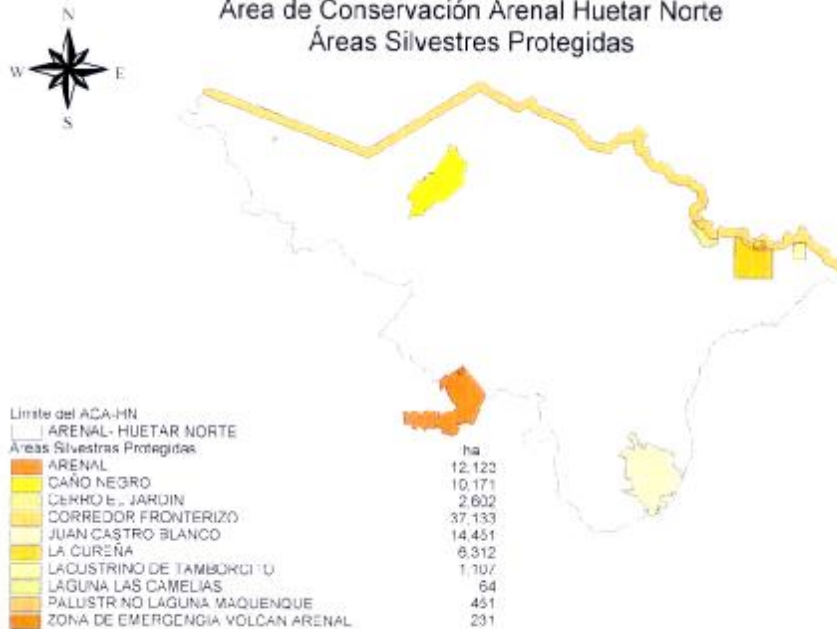 Área de Conservación Arenal Huetar Norte
Áreas Silvestres Protegidas
N
W E
S
Límite del ACA-HN
ARENAL- HUETAR NORTE
Áreas Silvestres Protegidas ha
ARENAL 12,123
CAÑO NEGRO 10,171
CERRO EL JARDIN 2,602
CORREDOR FRONTERIZO 37,133
JUAN CASTRO BLANCO 14,451
LA CUREÑA 6,312
LACUSTRINO DE TAMBORCITO 1,107
LAGUNA LAS CAMELIAS 64
PALUSTRINO LAGUNA MAQUENQUE 451
ZONA DE EMERGENGIA VOLCAN ARENAL 231